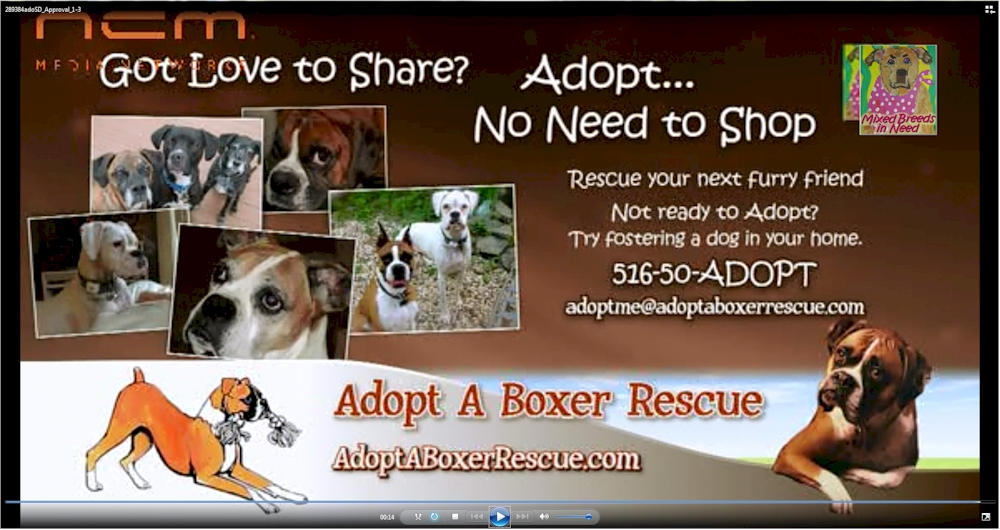 289384adoSD_Approval_1-3
ncm.
MEDIA NETWORKS
Got Love to Share?
Adopt...
No Need to Shop
Mixed Breeds
in Need
Rescue your next furry friend
Not ready to Adopt?
Try fostering a dog in your home.
516-50-ADOPT
adoptme@adoptaboxerrescue.com
Adopt A Boxer Rescue
AdoptABoxerRescue.com
00:14